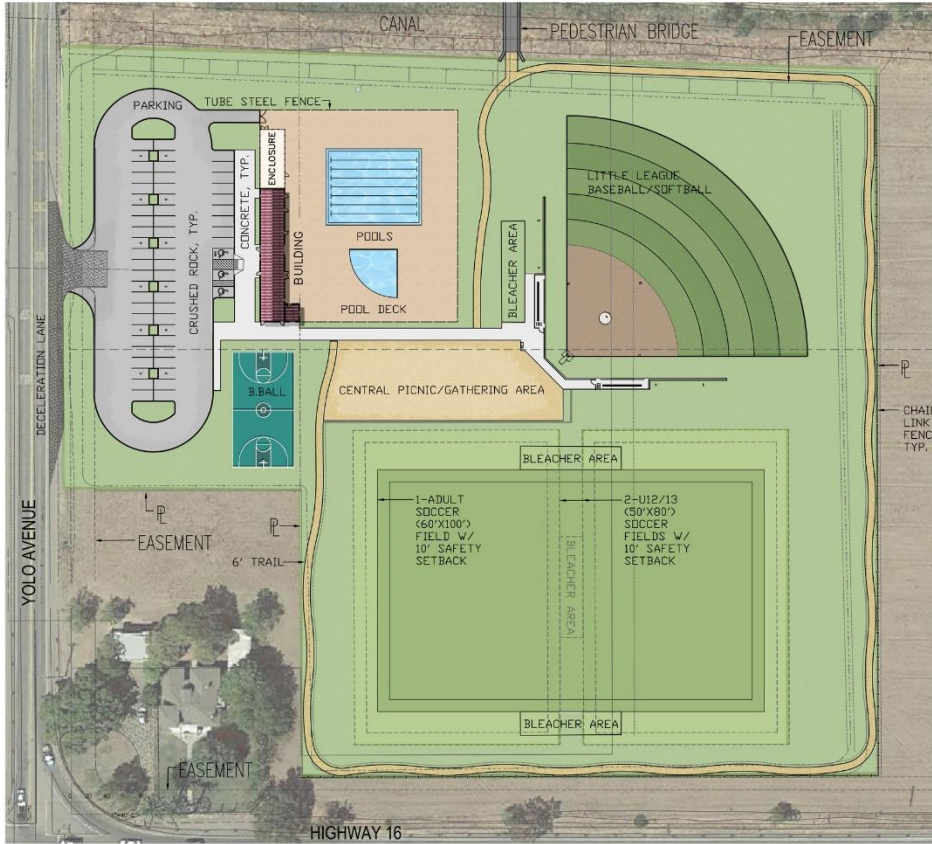 CANAL
PEDESTRIAN BRIDGE
EASEMENT
PARKING
TUBE STEEL FENCE
ENCLOSURE
CONCRETE, TYP.
CRUSHED ROCK, TYP.
BUILDING
POOLS
POOL DECK
LITTLE LEAGUE
BASEBALL/SOFTBALL
BLEACHER AREA
DECELERATION LANE
B.BALL
CENTRAL PICNIC/GATHERING AREA
PL
CHAIN
LINK
FENC
TYP.
BLEACHER AREA
1-ADULT
SOCCER
(60'X100')
FIELD W/
10' SAFETY
SETBACK
2-U12/13
(50'X80')
SOCCER
FIELDS W/
10' SAFETY
SETBACK
BLEACHER AREA
PL
PL
EASEMENT
6' TRAIL
YOLO AVENUE
BLEACHER AREA
EASEMENT
HIGHWAY 16